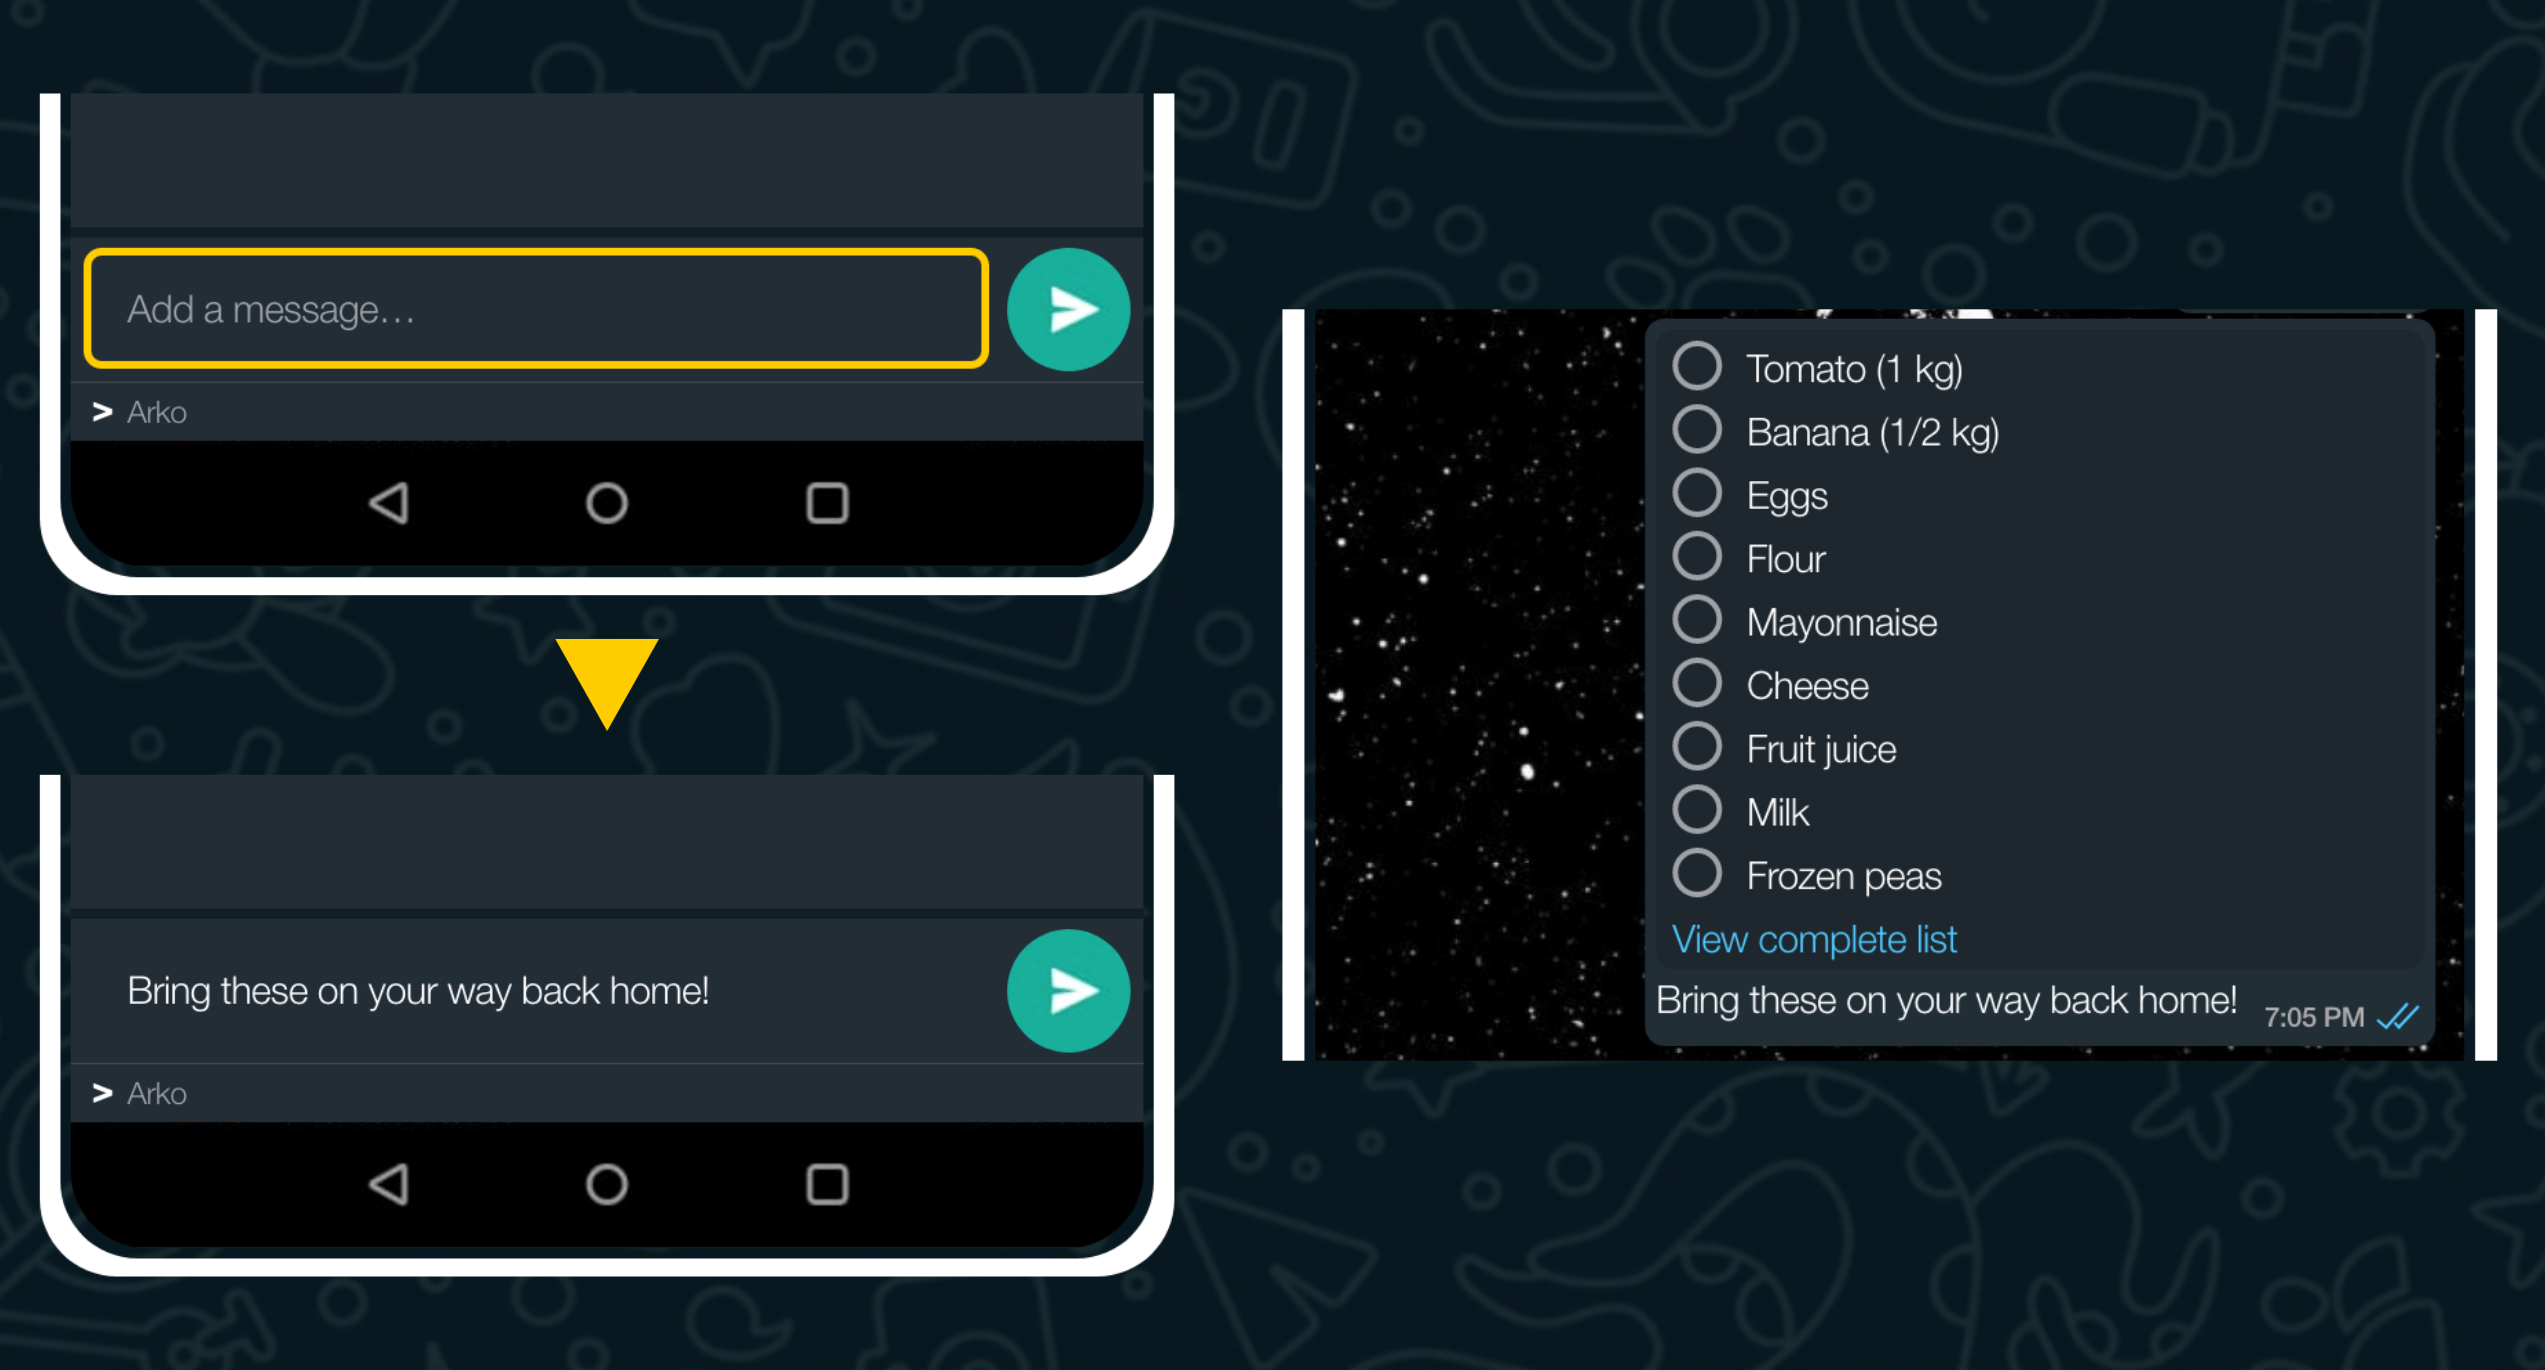 Add a message...
> Arko
Bring these on your way back home!
> Arko
Tomato (1 kg)
Banana (1/2 kg)
Eggs
Flour
Mayonnaise
Cheese
Fruit juice
Milk
Frozen peas
View complete list
Bring these on your way back home! 7:05 PM